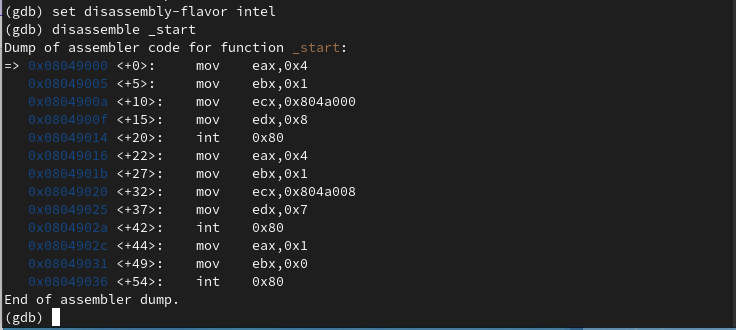 (gdb) set disassembly-flavor intel
(gdb) disassemble _start
Dump of assembler code for function _start:
=> 0x08049000 <+0>:     mov    eax,0x4
   0x08049005 <+5>:     mov    ebx,0x1
   0x0804900a <+10>:    mov    ecx,0x804a000
   0x0804900f <+15>:    mov    edx,0x8
   0x08049014 <+20>:    int    0x80
   0x08049016 <+22>:    mov    eax,0x4
   0x0804901b <+27>:    mov    ebx,0x1
   0x08049020 <+32>:    mov    ecx,0x804a008
   0x08049025 <+37>:    mov    edx,0x7
   0x0804902a <+42>:    int    0x80
   0x0804902c <+44>:    mov    eax,0x1
   0x08049031 <+49>:    mov    ebx,0x0
   0x08049036 <+54>:    int    0x80
End of assembler dump.
(gdb)